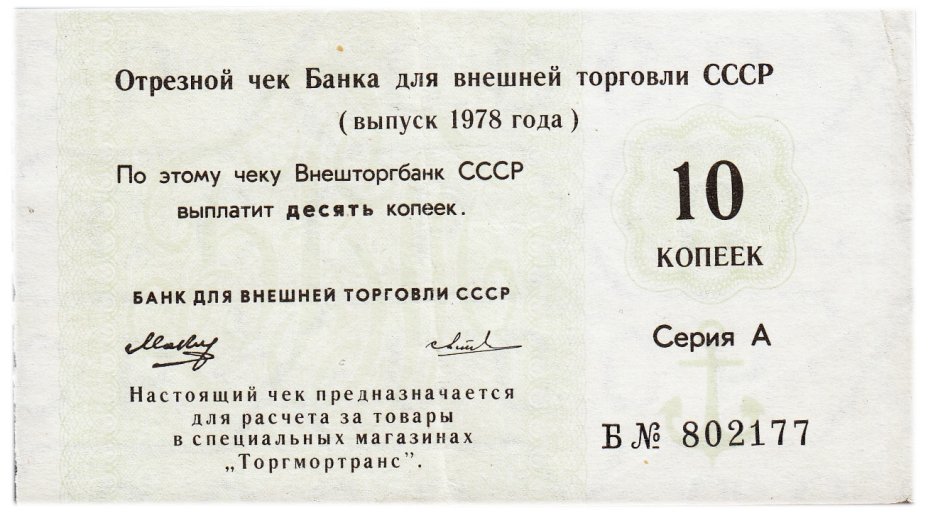 Отрезной чек Банка для внешней торговли СССР
(выпуск 1978 года)
По этому чеку Внешторгбанк СССР
выплатит десять копеек.
10
КОПЕЕК
БАНК ДЛЯ ВНЕШНЕЙ ТОРГОВЛИ СССР
Серия А
Настоящий чек предназначается
для расчета за товары
в специальных магазинах
„Торгмортранс”.
Б № 802177